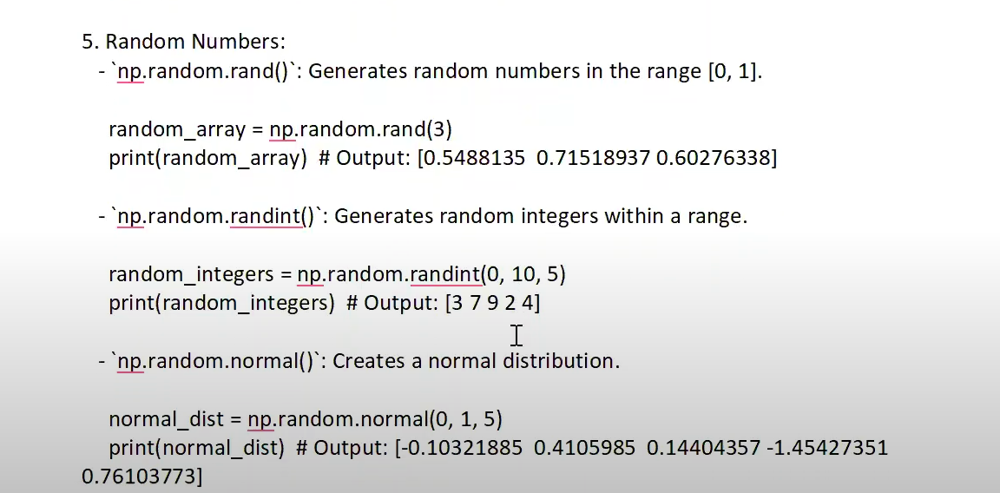 5. Random Numbers:
- `np.random.rand()`: Generates random numbers in the range [0, 1].
random_array = np.random.rand(3)
print(random_array)  # Output: [0.5488135  0.71518937 0.60276338]
- `np.random.randint()`: Generates random integers within a range.
random_integers = np.random.randint(0, 10, 5)
print(random_integers)  # Output: [3 7 9 2 4]
- `np.random.normal()`: Creates a normal distribution.
normal_dist = np.random.normal(0, 1, 5)
print(normal_dist)  # Output: [-0.10321885  0.4105985  0.14404357 -1.45427351
0.76103773]